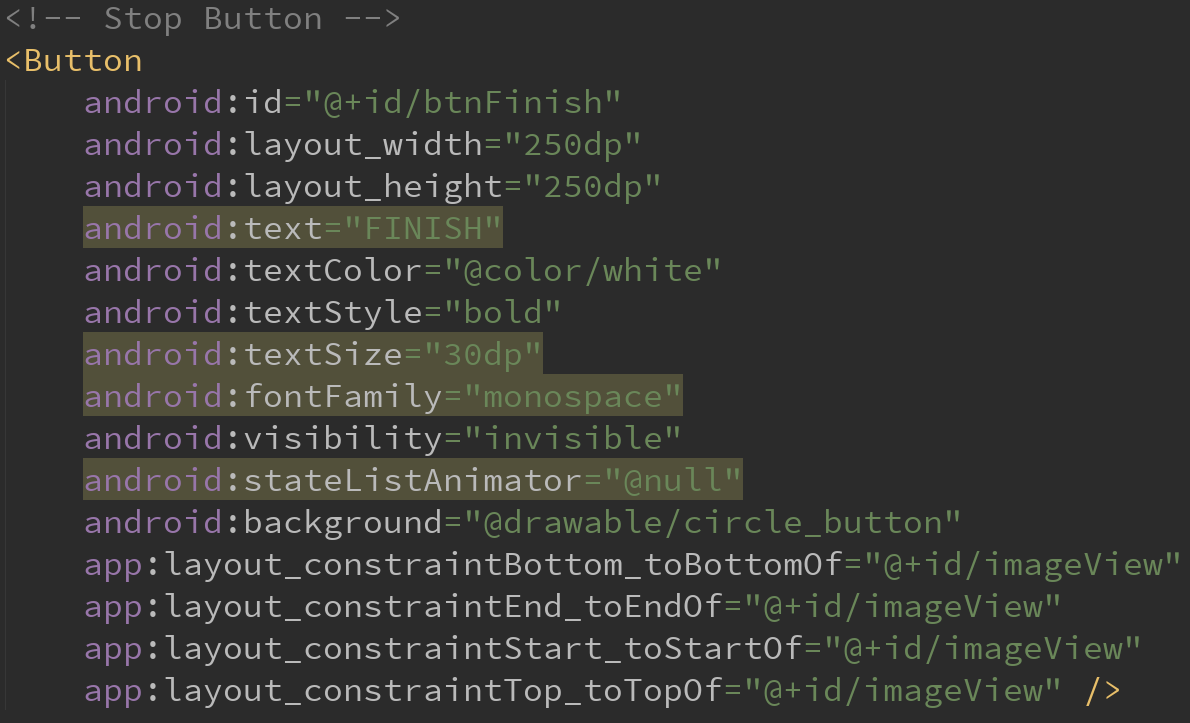 <!-- Stop Button -->
<Button
android:id="@+id/btnFinish"
android:layout_width="250dp"
android:layout_height="250dp"
android:text="FINISH"
android:textColor="@color/white"
android:textStyle="bold"
android:textSize="30dp"
android:fontFamily="monospace"
android:visibility="invisible"
android:stateListAnimator="@null"
android:background="@drawable/circle_button"
app:layout_constraintBottom_toBottomOf="@+id/imageView"
app:layout_constraintEnd_toEndOf="@+id/imageView"
app:layout_constraintStart_toStartOf="@+id/imageView"
app:layout_constraintTop_toTopOf="@+id/imageView" />